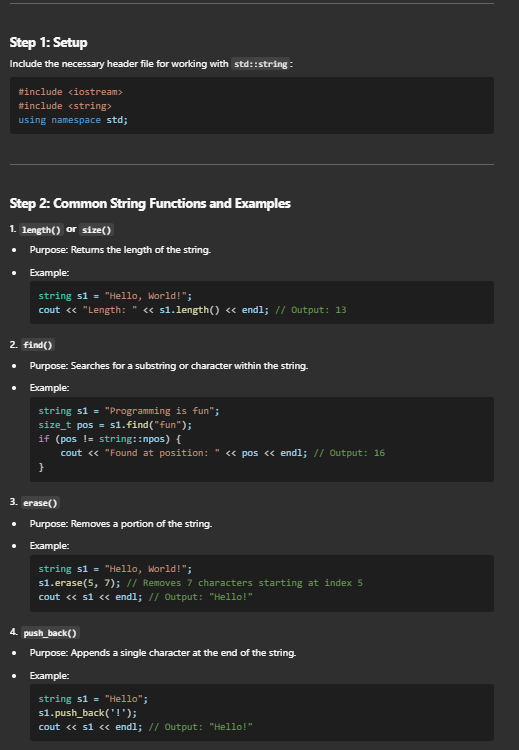 Step 1: Setup
Include the necessary header file for working with std::string:
#include <iostream>
#include <string>
using namespace std;
Step 2: Common String Functions and Examples
1. length() or size()
• Purpose: Returns the length of the string.
• Example:
string s1 = "Hello, World!";
cout << "Length: " << s1.length() << endl; // Output: 13
2. find()
• Purpose: Searches for a substring or character within the string.
• Example:
string s1 = "Programming is fun";
size_t pos = s1.find("fun");
if (pos != string::npos) {
    cout << "Found at position: " << pos << endl; // Output: 16
}
3. erase()
• Purpose: Removes a portion of the string.
• Example:
string s1 = "Hello, World!";
s1.erase(5, 7); // Removes 7 characters starting at index 5
cout << s1 << endl; // Output: "Hello!"
4. push_back()
• Purpose: Appends a single character at the end of the string.
• Example:
string s1 = "Hello";
s1.push_back('!');
cout << s1 << endl; // Output: "Hello!"